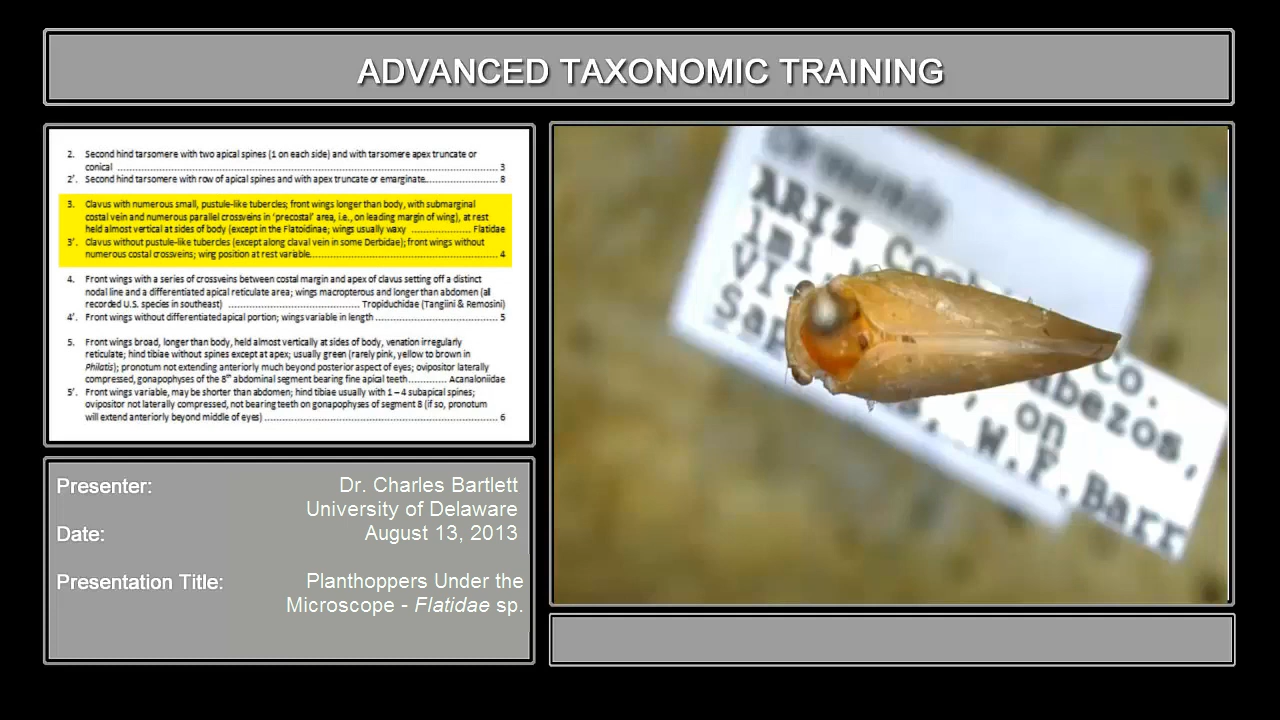 ADVANCED TAXONOMIC TRAINING
2. Second hind tarsomere with two apical spines (1 on each side) and with tarsomere apex truncate or
conical ........ 3
2'. Second hind tarsomere with row of apical spines and with apex truncate or emarginate........ 8
3. Clavus with numerous small, pustule-like tubercles; front wings longer than body, with submarginal
costal vein and numerous parallel crossveins in 'precostal' area, i.e., on leading margin of wing), at rest
held almost vertical at sides of body (except in the Flatoidinae; wings usually waxy ........ Flatidae
3'. Clavus without pustule-like tubercles (except along claval vein in some Derbidae); front wings without
numerous costal crossveins; wing position at rest variable........ 4
4. Front wings with a series of crossveins between costal margin and apex of clavus setting off a distinct
nodal line and a differentiated apical reticulate area; wings macropterous and longer than abdomen (all
recorded U.S. species in southeast) ........ Tropiduchidae (Tangiini & Remosini)
4'. Front wings without differentiated apical portion; wings variable in length ........ 5
5. Front wings broad, longer than body, held almost vertically at sides of body, venation irregularly
reticulate; hind tibiae without spines except at apex; usually green (rarely pink, yellow to brown in
Philatis); pronotum not extending anteriorly much beyond posterior aspect of eyes; ovipositor laterally
compressed, gonapophyses of the 8th abdominal segment bearing fine apical teeth........ Acanaloniidae
5'. Front wings variable, may be shorter than abdomen; hind tibiae usually with 1 – 4 subapical spines;
ovipositor not laterally compressed, not bearing teeth on gonapophyses of segment 8 (if so, pronotum
will extend anteriorly beyond middle of eyes) ........ 6
Presenter: Dr. Charles Bartlett
University of Delaware
Date: August 13, 2013
Presentation Title: Planthoppers Under the
Microscope - Flatidae sp.
ARIZ Co.
1mi
VI
abezos,
Sap on
W.F.Barr